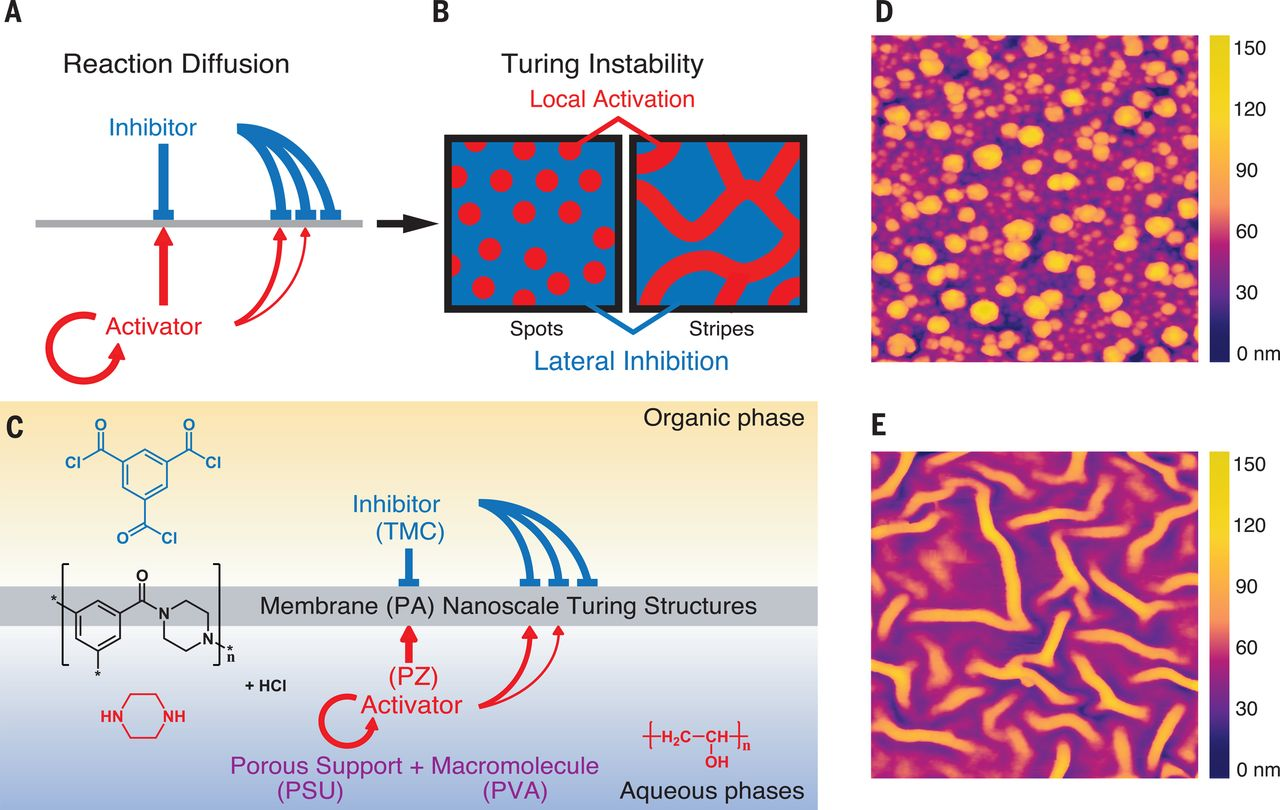 A
Reaction Diffusion
Inhibitor
Activator
B
Turing Instability
Local Activation
Spots
Stripes
Lateral Inhibition
C
Organic phase
O
O
Cl
Cl
O
Cl
Inhibitor
(TMC)
Membrane (PA) Nanoscale Turing Structures
O
N
N
*
*
*
n
+ HCl
HN
NH
(PZ)
Activator
Porous Support + Macromolecule
(PSU)
(PVA)
H₂C–CH
n
OH
Aqueous phases
D
150
120
90
60
30
0 nm
E
150
120
90
60
30
0 nm